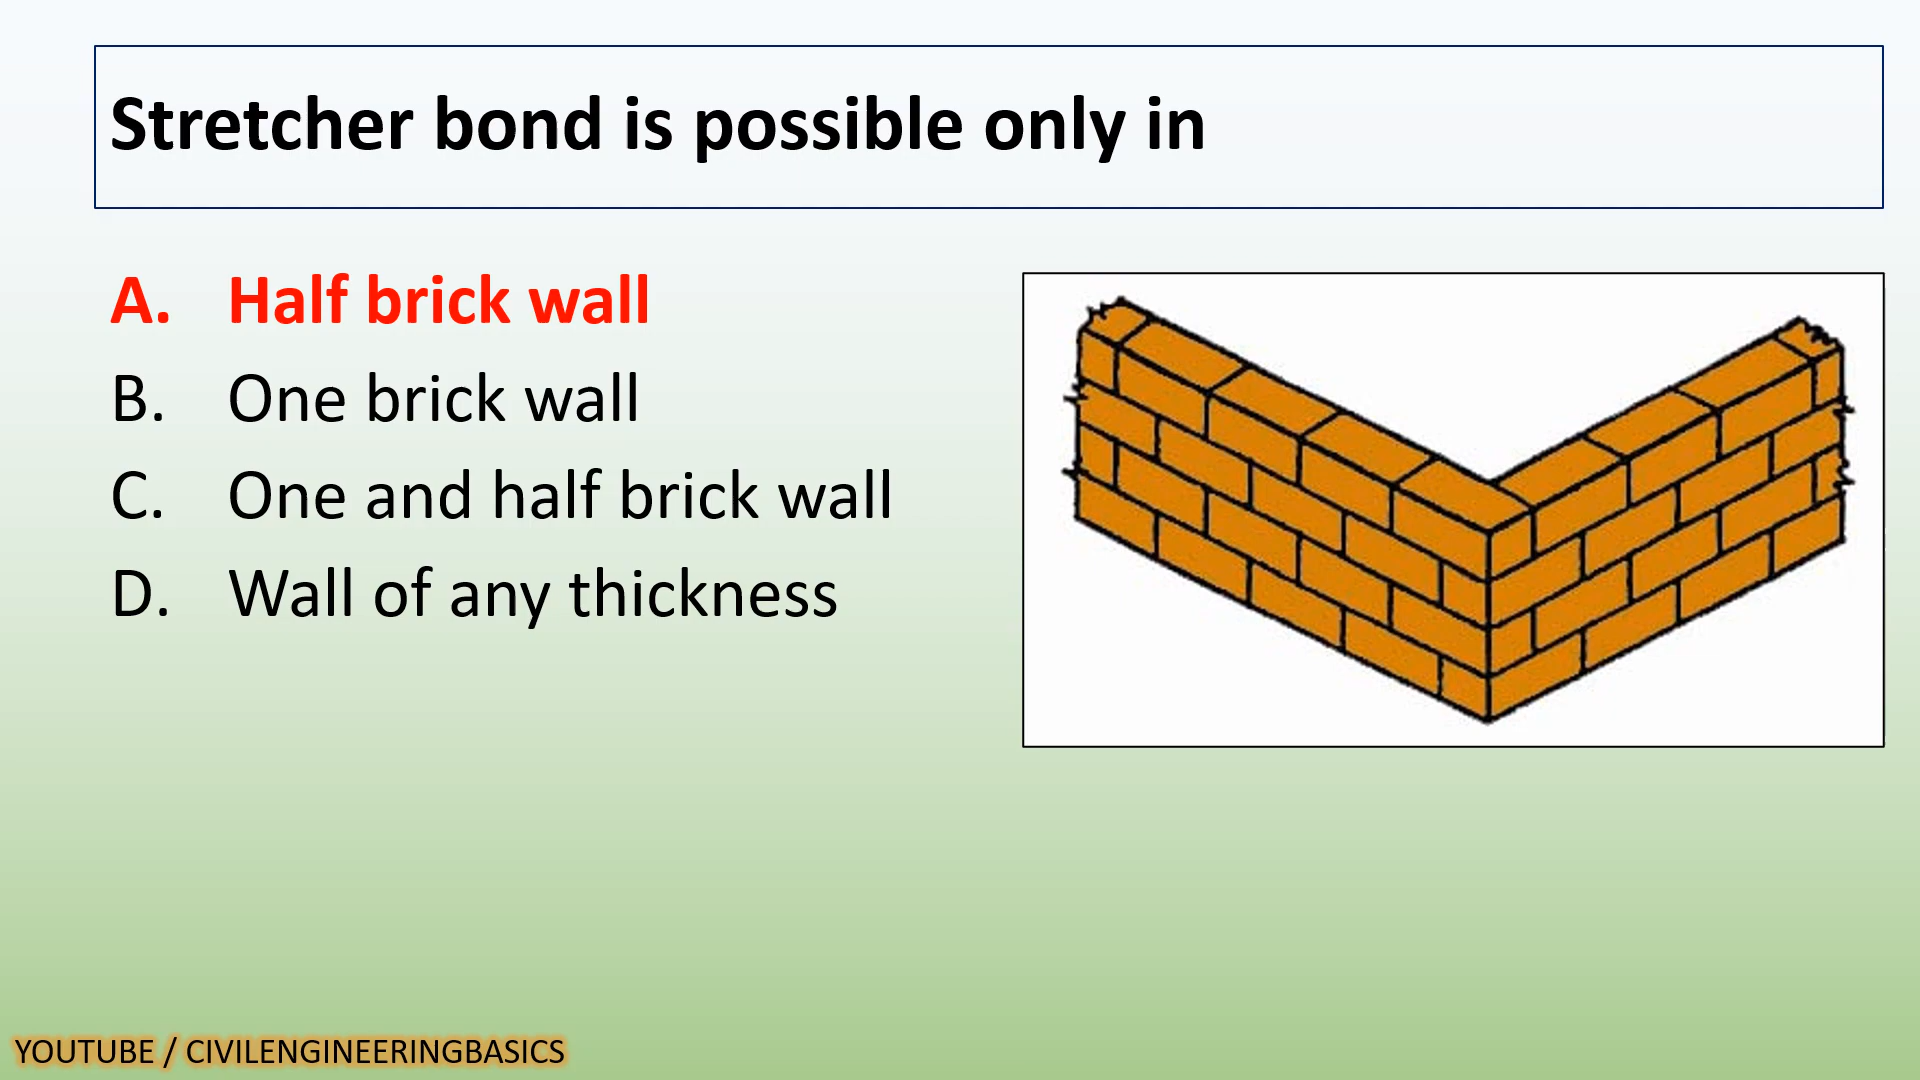 Stretcher bond is possible only in
A. Half brick wall
B. One brick wall
C. One and half brick wall
D. Wall of any thickness
YOUTUBE / CIVILENGINEERINGBASICS